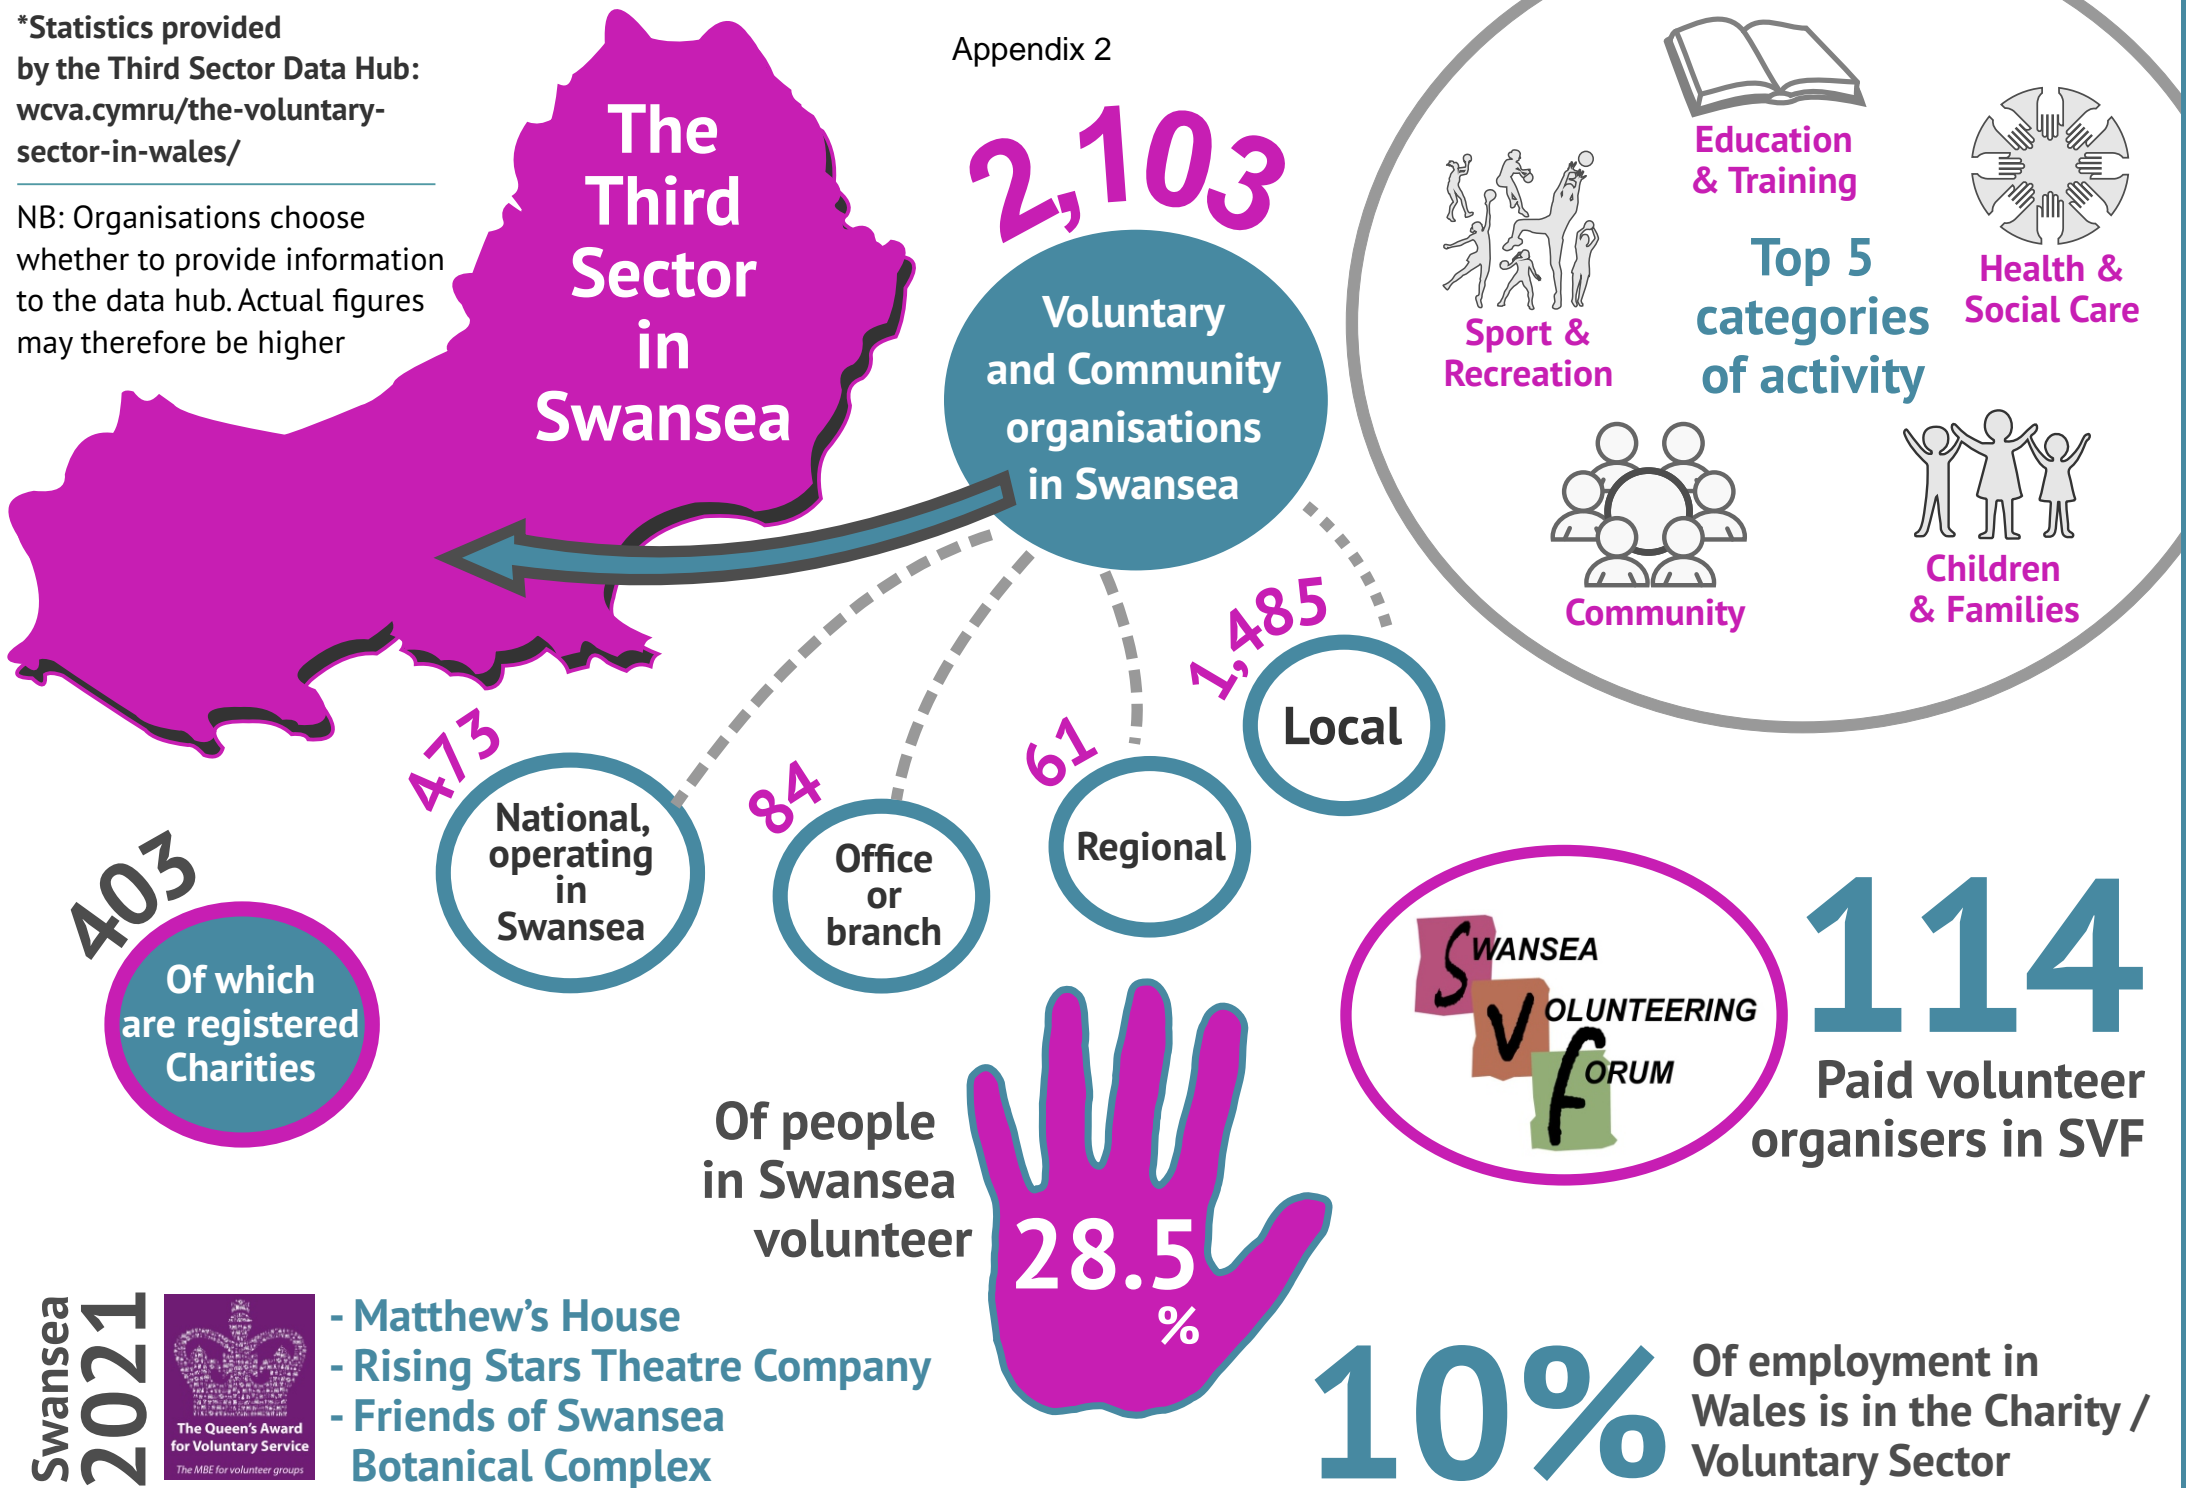 *Statistics provided
by the Third Sector Data Hub:
wcva.cymru/the-voluntary-
sector-in-wales/
NB: Organisations choose
whether to provide information
to the data hub. Actual figures
may therefore be higher
The
Third
Sector
in
Swansea
Appendix 2
2,103
Voluntary
and Community
organisations
in Swansea
Education
& Training
Sport &
Recreation
Top 5
categories
of activity
Health &
Social Care
Community
Children
& Families
473
National,
operating
in
Swansea
84
Office
or
branch
61
Regional
1,485
Local
403
Of which
are registered
Charities
SWANSEA
VOLUNTEERING
FORUM
114
Paid volunteer
organisers in SVF
Of people
in Swansea
volunteer
28.5
%
Swansea
2021
The Queen's Award
for Voluntary Service
The MBE for volunteer groups
- Matthew's House
- Rising Stars Theatre Company
- Friends of Swansea
Botanical Complex
10%
Of employment in
Wales is in the Charity /
Voluntary Sector